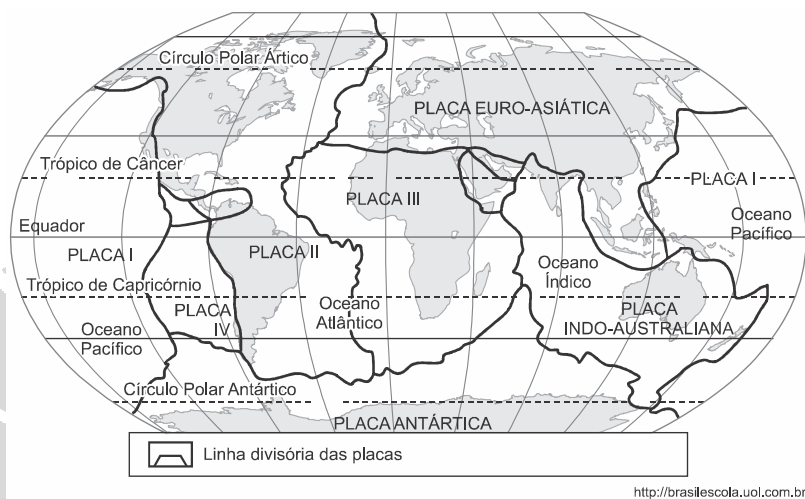 Círculo Polar Ártico
PLACA EURO-ASIÁTICA
Trópico de Câncer
PLACA III
PLACA I
Equador
Oceano
Pacífico
PLACA I
PLACA II
Oceano
Índico
Trópico de Capricórnio
PLACA
IV
Oceano
Atlântico
PLACA
INDO-AUSTRALIANA
Oceano
Pacífico
Círculo Polar Antártico
PLACA ANTÁRTICA
Linha divisória das placas
http://brasilescola.uol.com.br